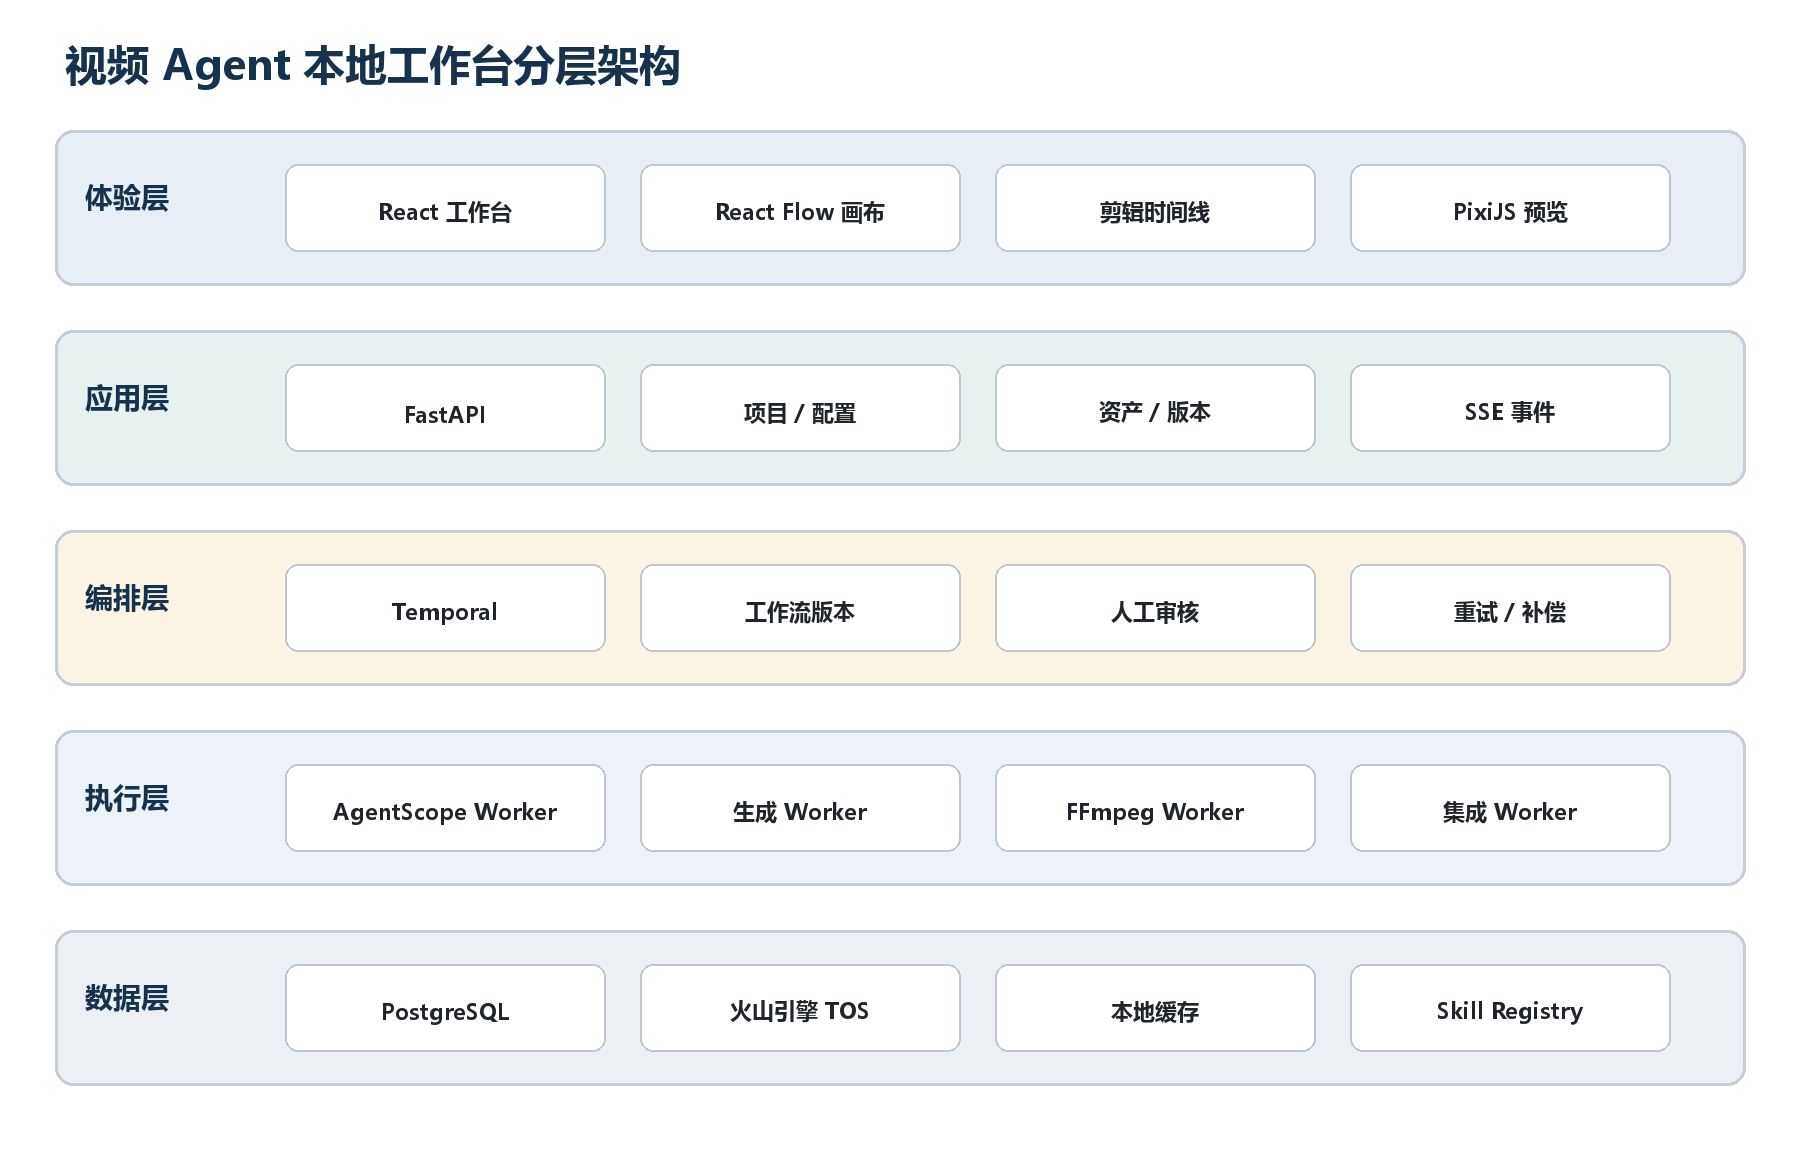 视频 Agent 本地工作台分层架构
体验层
React 工作台
React Flow 画布
剪辑时间线
PixiJS 预览
应用层
FastAPI
项目 / 配置
资产 / 版本
SSE 事件
编排层
Temporal
工作流版本
人工审核
重试 / 补偿
执行层
AgentScope Worker
生成 Worker
FFmpeg Worker
集成 Worker
数据层
PostgreSQL
火山引擎 TOS
本地缓存
Skill Registry